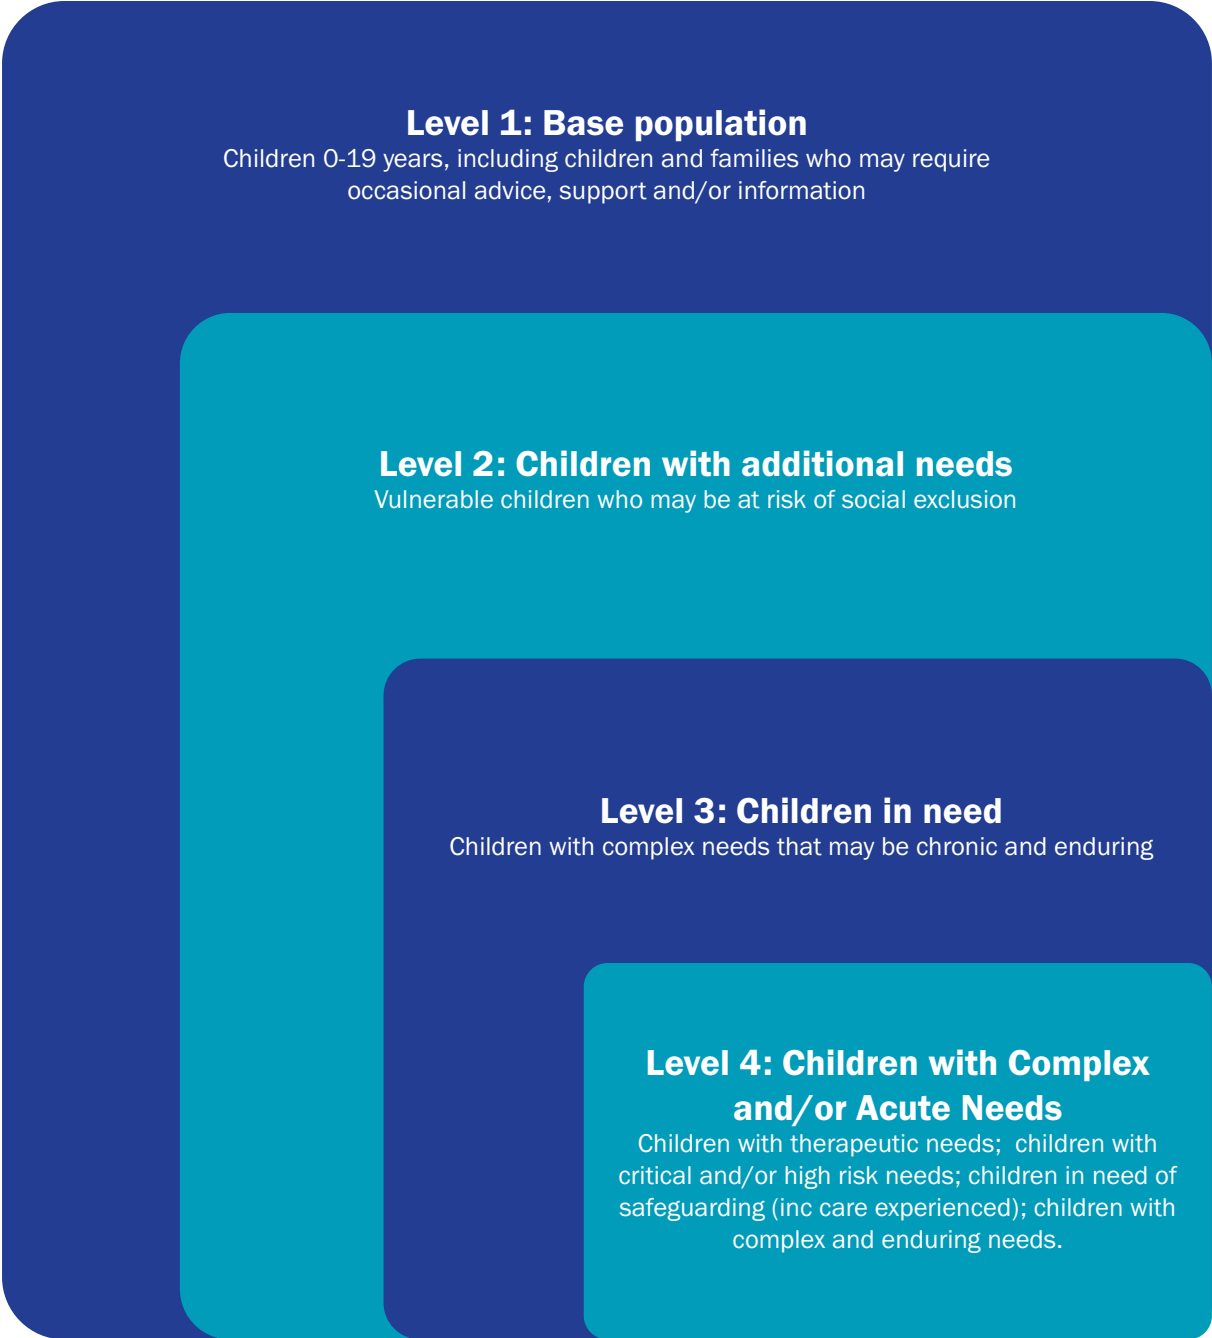 Level 1: Base population
Children 0-19 years, including children and families who may require
occasional advice, support and/or information
Level 2: Children with additional needs
Vulnerable children who may be at risk of social exclusion
Level 3: Children in need
Children with complex needs that may be chronic and enduring
Level 4: Children with Complex
and/or Acute Needs
Children with therapeutic needs;  children with
critical and/or high risk needs; children in need of
safeguarding (inc care experienced); children with
complex and enduring needs.